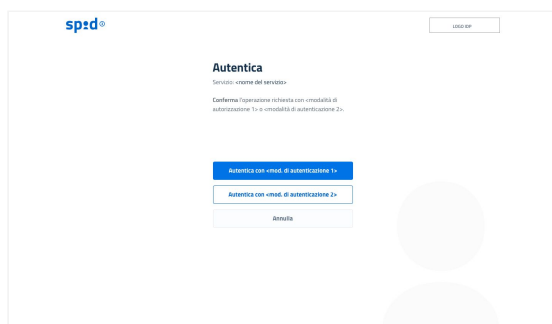 spid
LOGO IDP
Autentica
Servizio: <nome del servizio>
Conferma l'operazione richiesta con <modalità di
autorizzazione 1> o <modalità di autenticazione 2>.
Autentica con <mod. di autenticazione 1>
Autentica con <mod. di autenticazione 2>
Annulla